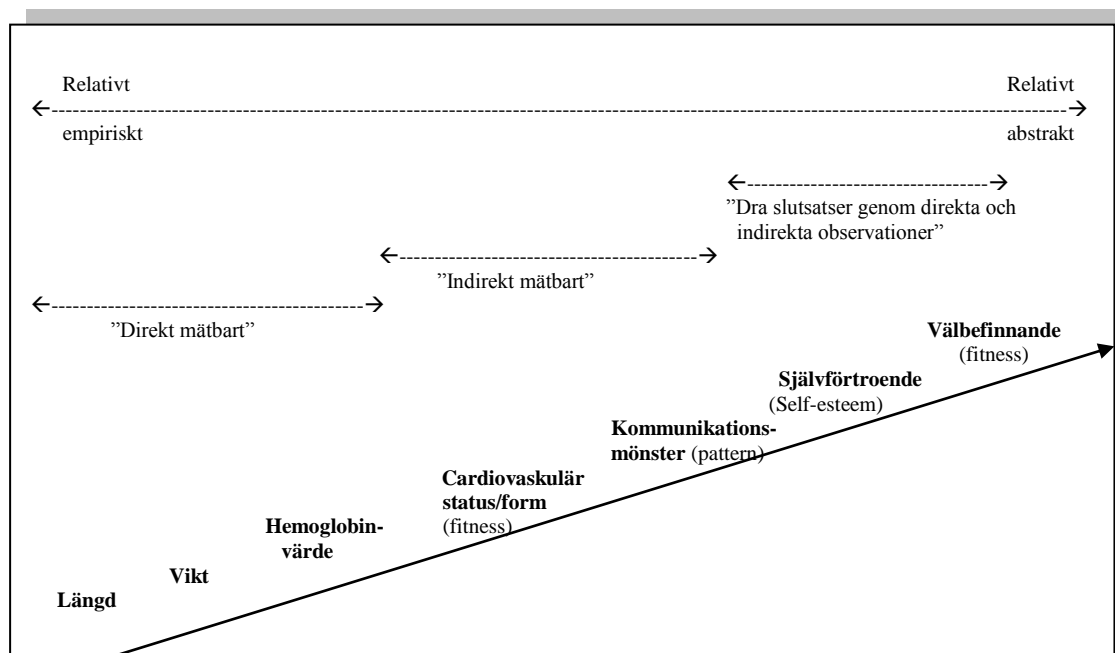 Relativt Relativt
empiriskt abstrakt
”Dra slutsatser genom direkta och
indirekta observationer”
”Indirekt mätbart”
”Direkt mätbart”
Välbefinnande
(fitness)
Självförtroende
(Self-esteem)
Kommunikations-
mönster (pattern)
Cardiovaskulär
status/form
(fitness)
Hemoglobin-
värde
Vikt
Längd